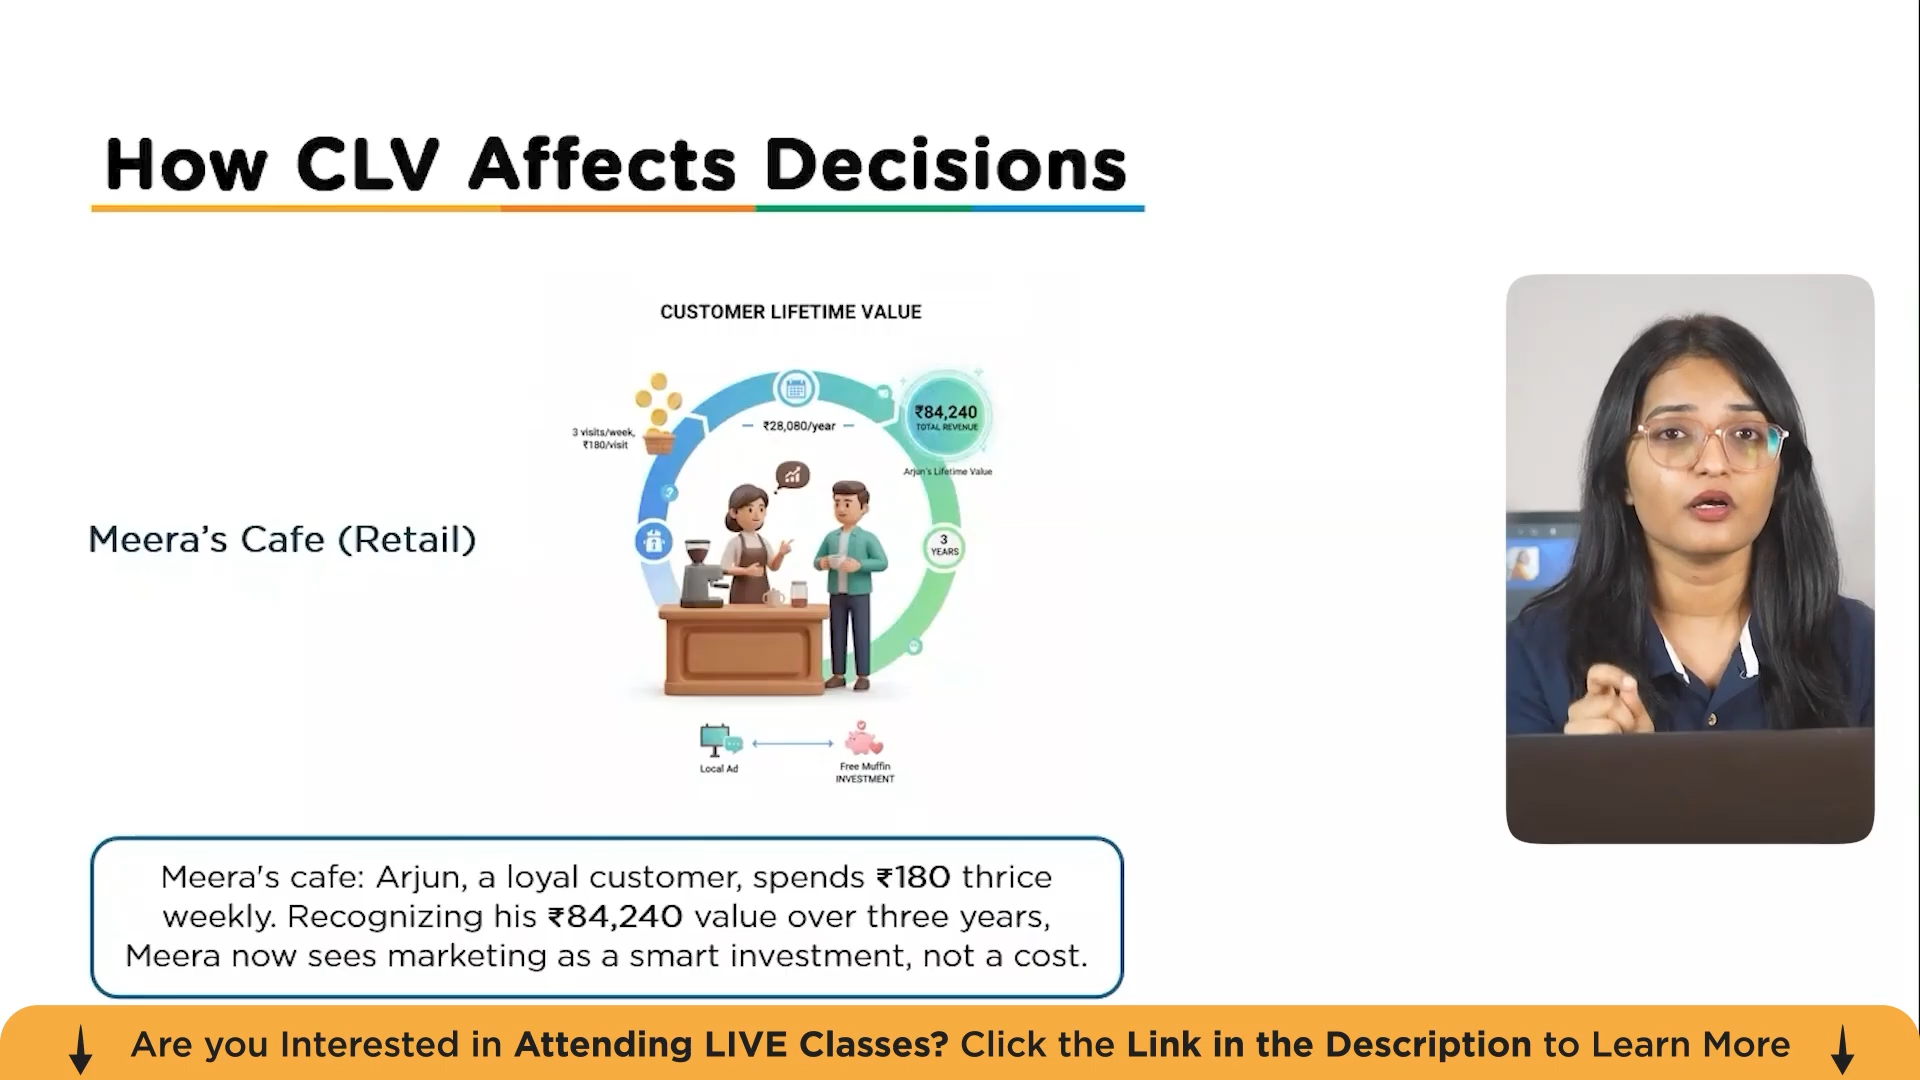 How CLV Affects Decisions
CUSTOMER LIFETIME VALUE
₹84,240
TOTAL REVENUE
₹28,080/year
3 visits/week,
₹180/visit
Arjun's Lifetime Value
Meera's Cafe (Retail)
3
YEARS
Local Ad
Free Muffin
INVESTMENT
Meera's cafe: Arjun, a loyal customer, spends ₹180 thrice
weekly. Recognizing his ₹84,240 value over three years,
Meera now sees marketing as a smart investment, not a cost.
Are you Interested in Attending LIVE Classes? Click the Link in the Description to Learn More